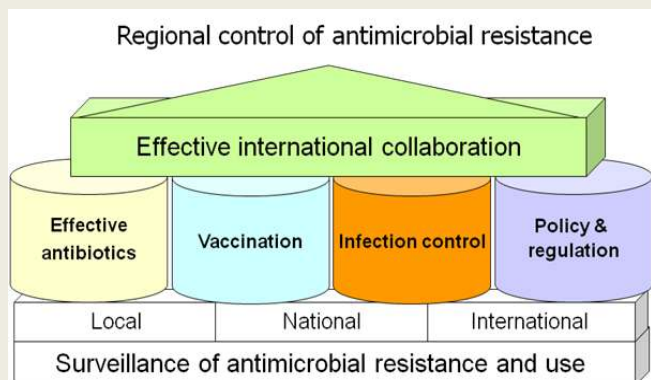 Regional control of antimicrobial resistance
Effective international collaboration
Effective
antibiotics
Vaccination
Infection control
Policy &
regulation
Local
National
International
Surveillance of antimicrobial resistance and use